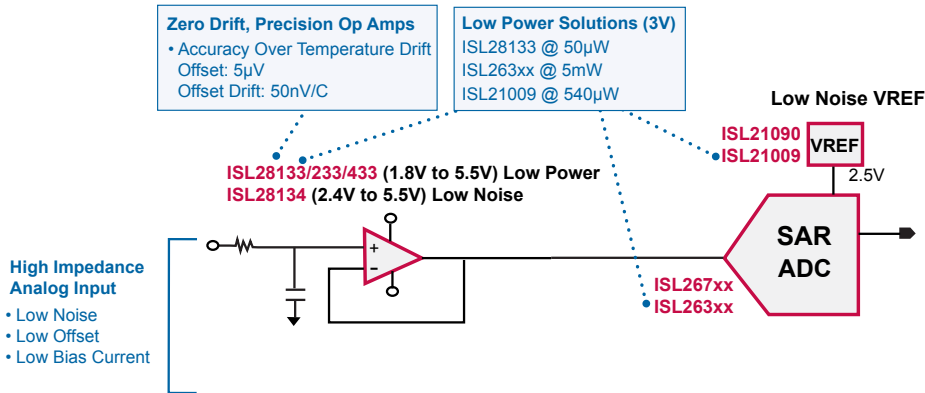 Zero Drift, Precision Op Amps
• Accuracy Over Temperature Drift
Offset: 5µV
Offset Drift: 50nV/C
Low Power Solutions (3V)
ISL28133 @ 50µW
ISL263xx @ 5mW
ISL21009 @ 540µW
Low Noise VREF
ISL21090
ISL21009
VREF
2.5V
ISL28133/233/433 (1.8V to 5.5V) Low Power
ISL28134 (2.4V to 5.5V) Low Noise
+
–
SAR
ADC
ISL267xx
ISL263xx
High Impedance
Analog Input
• Low Noise
• Low Offset
• Low Bias Current